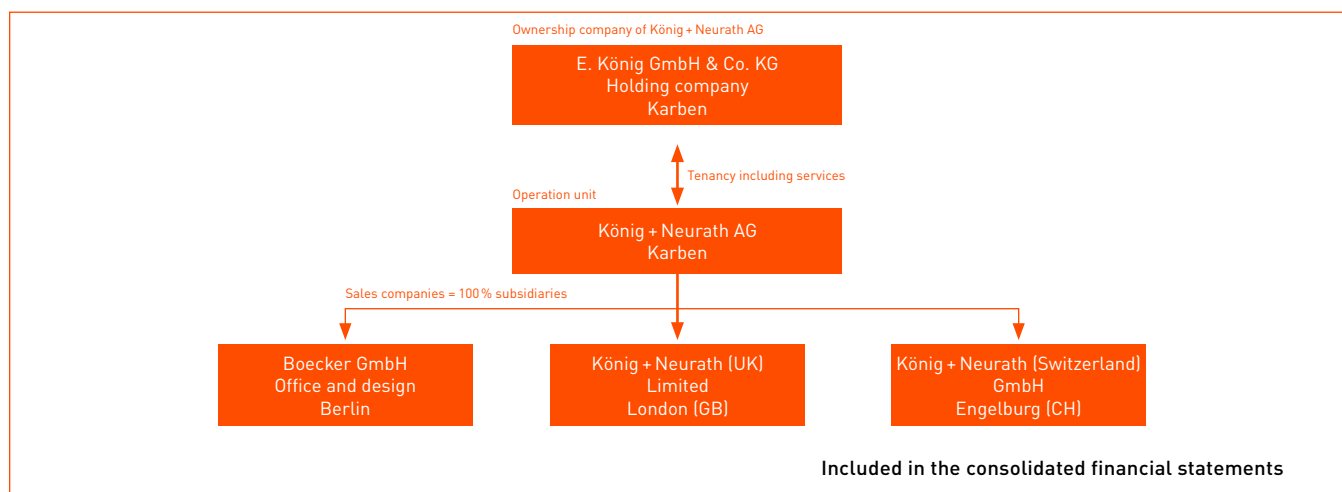 Ownership company of König + Neurath AG
E. König GmbH & Co. KG
Holding company
Karben
Tenancy including services
Operation unit
König + Neurath AG
Karben
Sales companies = 100 % subsidiaries
Boecker GmbH
Office and design
Berlin
König + Neurath (UK)
Limited
London (GB)
König + Neurath (Switzerland)
GmbH
Engelburg (CH)
Included in the consolidated financial statements